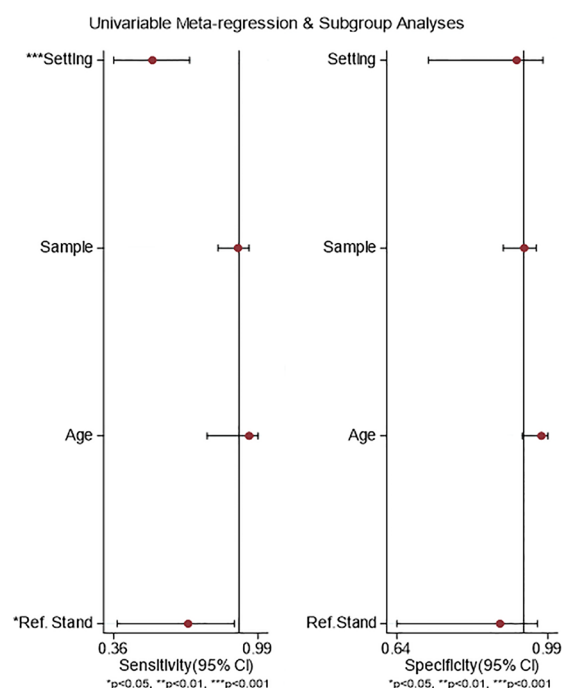 Univariable Meta-regression & Subgroup Analyses
***Setting
Sample
Age
*Ref. Stand
0.36 0.99
Sensitivity(95% CI)
*p<0.05, **p<0.01, ***p<0.001
Setting
Sample
Age
Ref.Stand
0.64 0.99
Specificity(95% CI)
*p<0.05, **p<0.01, ***p<0.001